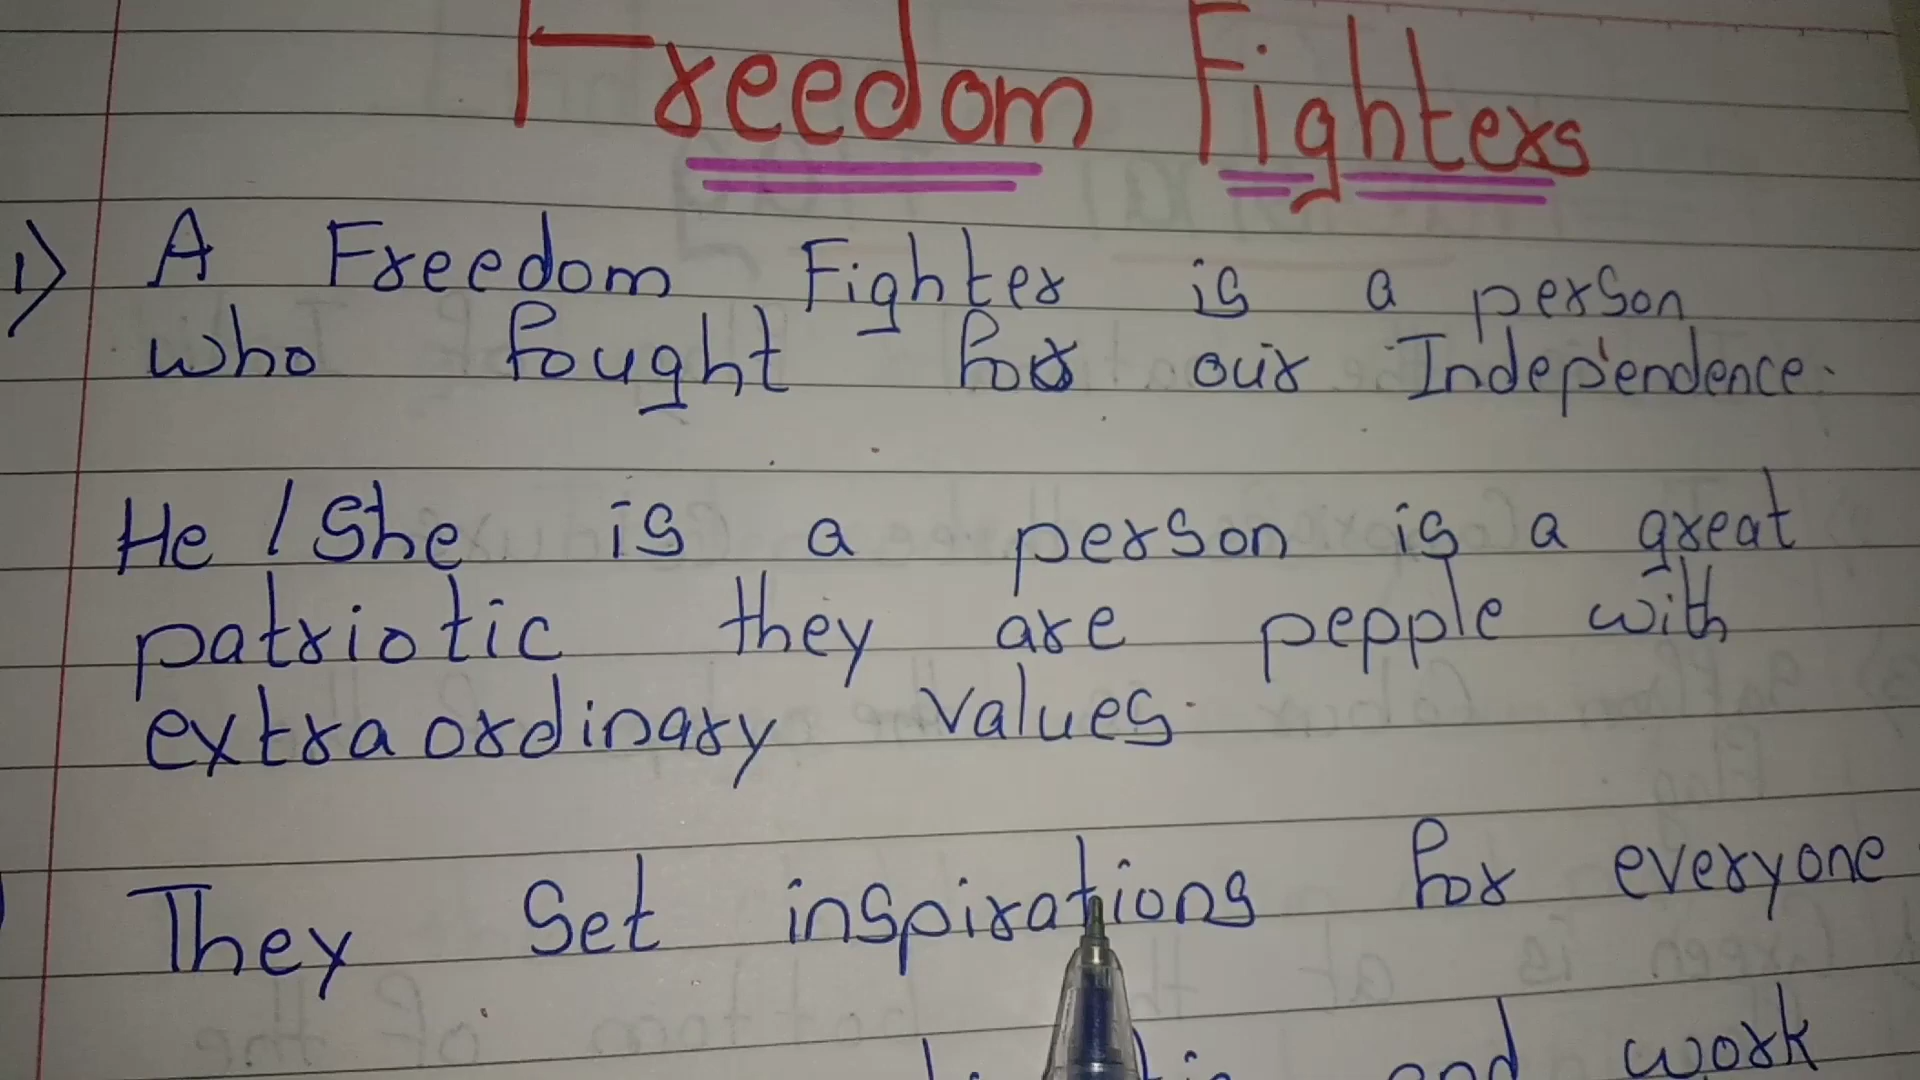 Freedom Fighters
1) A Freedom Fighter is a person
who fought for our Independence.
He / She is a person is a great
patriotic they are pepple with
extraordinary values.
They Set inspirations for everyone
and work